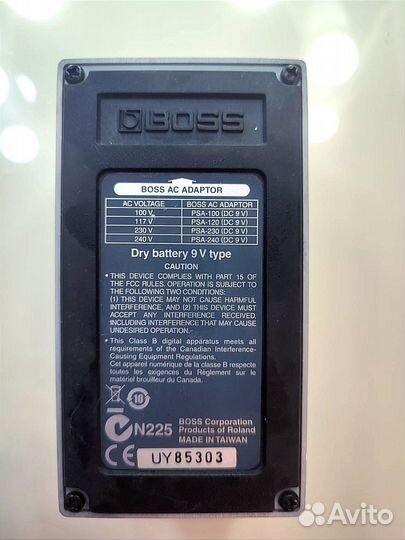 BOSS
BOSS AC ADAPTOR
AC VOLTAGE BOSS AC ADAPTOR
100 V PSA-100 (DC 9 V)
117 V PSA-120 (DC 9 V)
230 V PSA-230 (DC 9 V)
240 V PSA-240 (DC 9 V)
Dry battery 9 V type
CAUTION
• THIS DEVICE COMPLIES WITH PART 15 OF
THE FCC RULES. OPERATION IS SUBJECT TO
THE FOLLOWING TWO CONDITIONS:
(1) THIS DEVICE MAY NOT CAUSE HARMFUL
INTERFERENCE, AND (2) THIS DEVICE MUST
ACCEPT ANY INTERFERENCE RECEIVED,
INCLUDING INTERFERENCE THAT MAY CAUSE
UNDESIRED OPERATION.
• This Class B digital apparatus meets all
requirements of the Canadian Interference-
Causing Equipment Regulations.
Cet appareil numérique de la classe B respecte
toutes les exigences du Règlement sur le
matériel brouilleur du Canada.
10
N225
BOSS Corporation
Products of Roland
MADE IN TAIWAN
CE UY85303
Avito